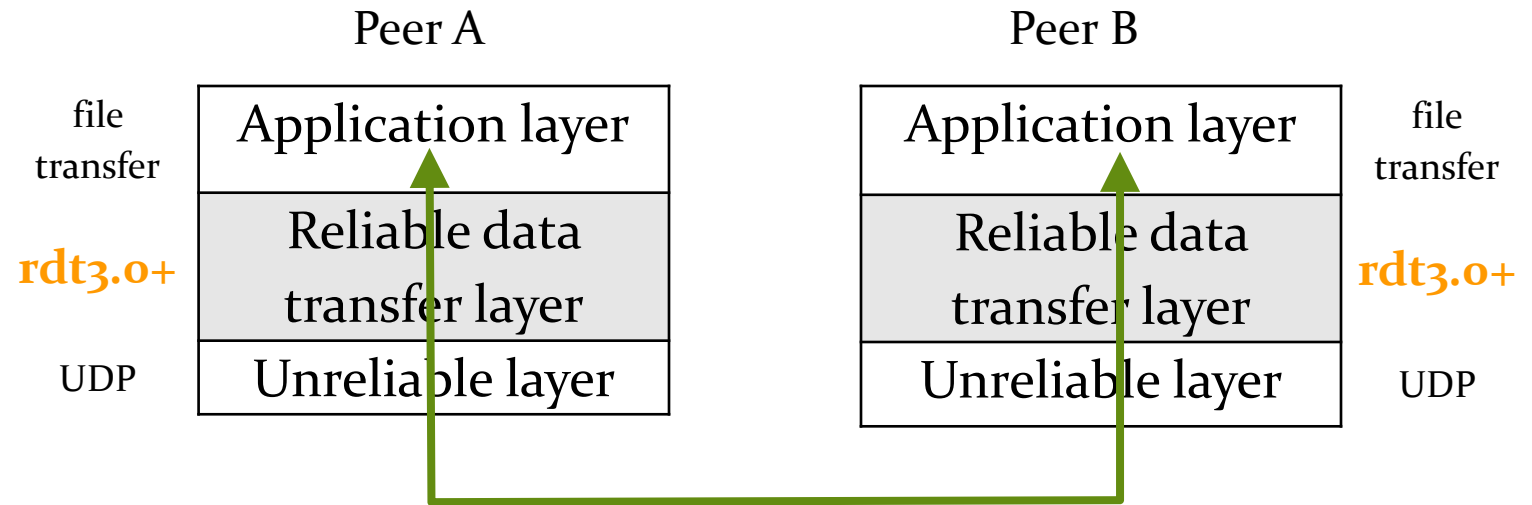 Peer A
Peer B
file
transfer
Application layer
Application layer
file
transfer
rdt3.0+
Reliable data
transfer layer
Reliable data
transfer layer
rdt3.0+
UDP
Unreliable layer
Unreliable layer
UDP